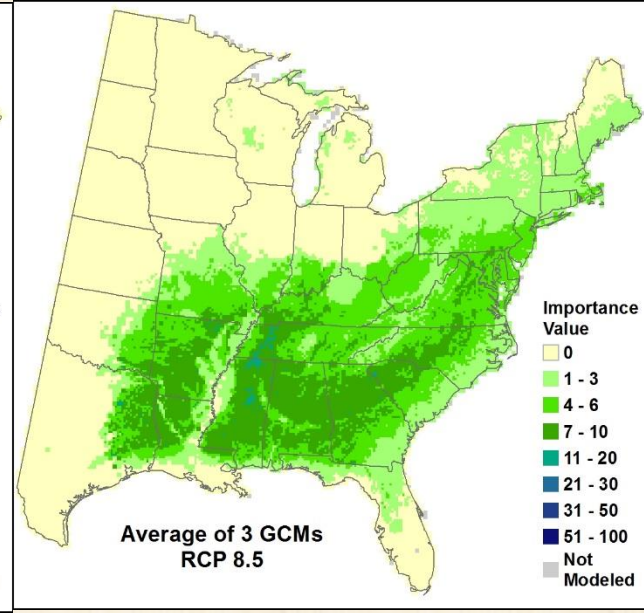 Average of 3 GCMs
RCP 8.5
Importance
Value
0
1 - 3
4 - 6
7 - 10
11 - 20
21 - 30
31 - 50
51 - 100
Not
Modeled